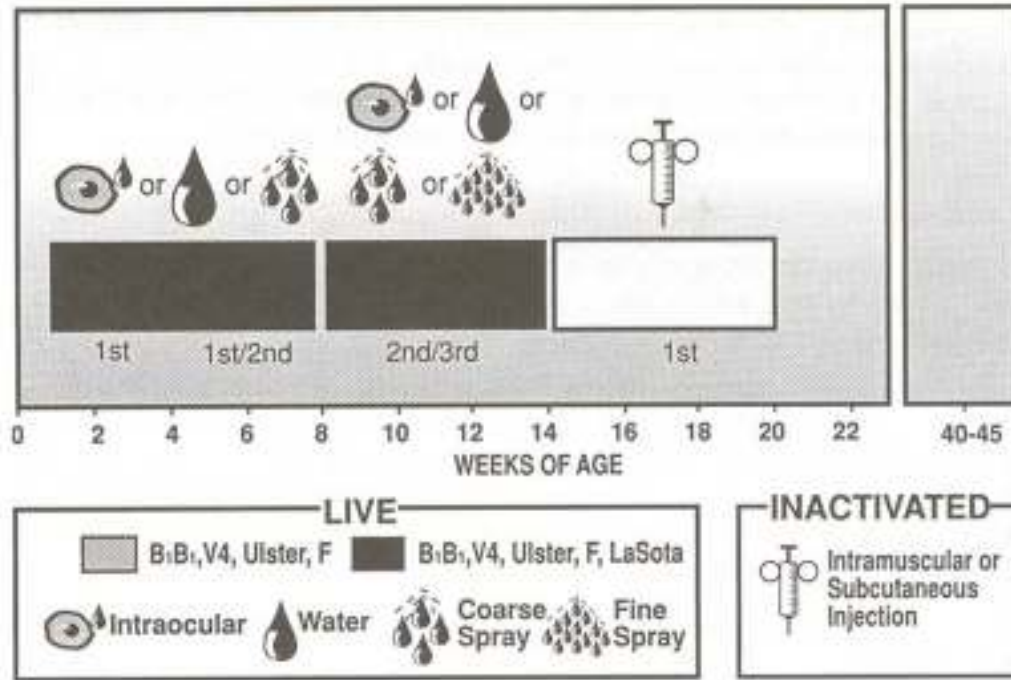 or or
or or or
1st 1st/2nd 2nd/3rd 1st
0 2 4 6 8 10 12 14 16 18 20 22 40-45
WEEKS OF AGE
LIVE
B₁B₁,V4, Ulster, F
B₁B₁,V4, Ulster, F, LaSota
Intraocular
Water
Coarse
Spray
Fine
Spray
INACTIVATED
Intramuscular or
Subcutaneous
Injection